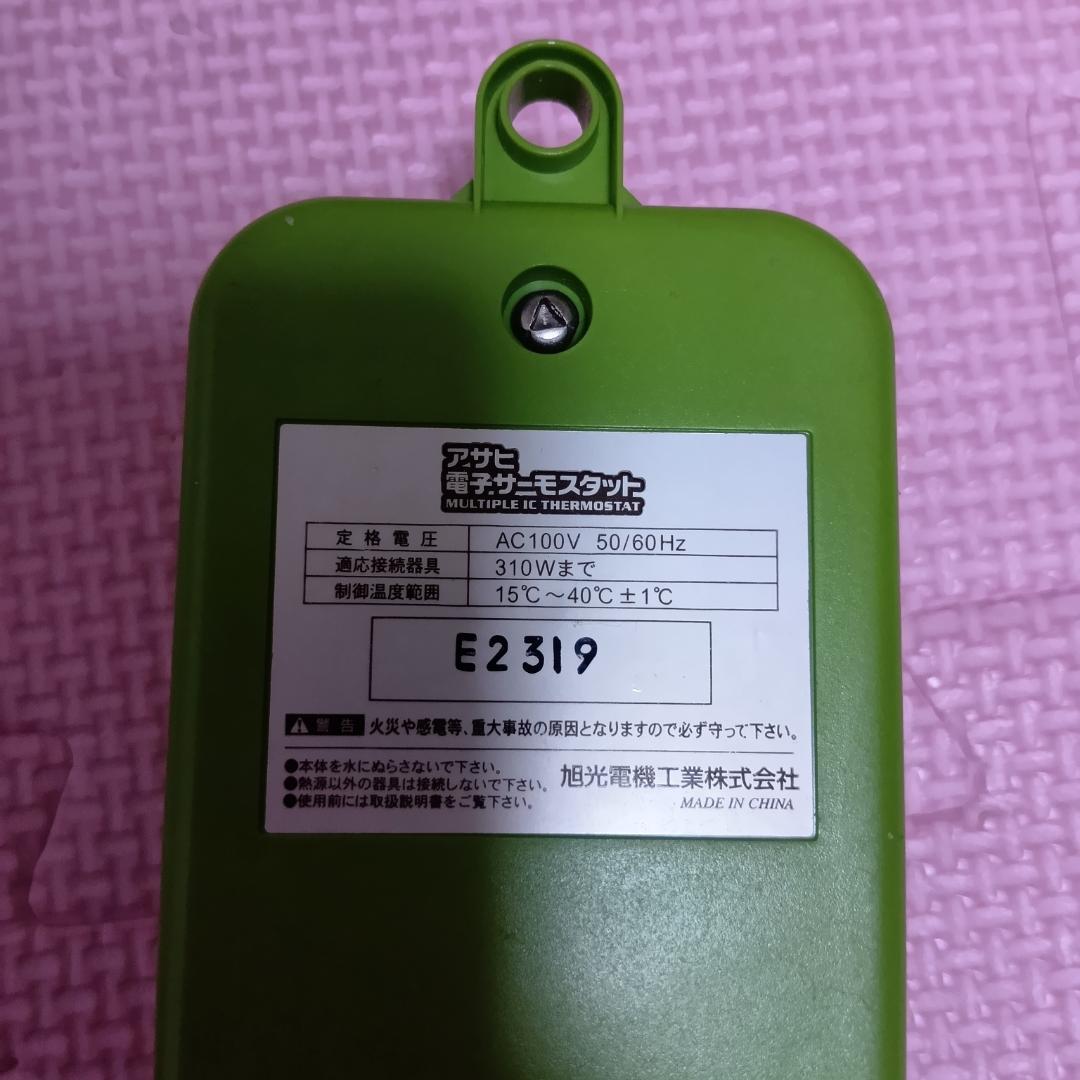 アサヒ
電子サーモスタット
MULTIPLE IC THERMOSTAT
定格電圧 AC100V 50/60Hz
適応接続器具 310Wまで
制御温度範囲 15℃～40℃±1℃
E2319
警告 火災や感電等、重大事故の原因となりますので必ず守って下さい。
●本体を水にぬらさないで下さい。
●熱源以外の器具は接続しないで下さい。
●使用前には取扱説明書をご覧下さい。
旭光電機工業株式会社
MADE IN CHINA